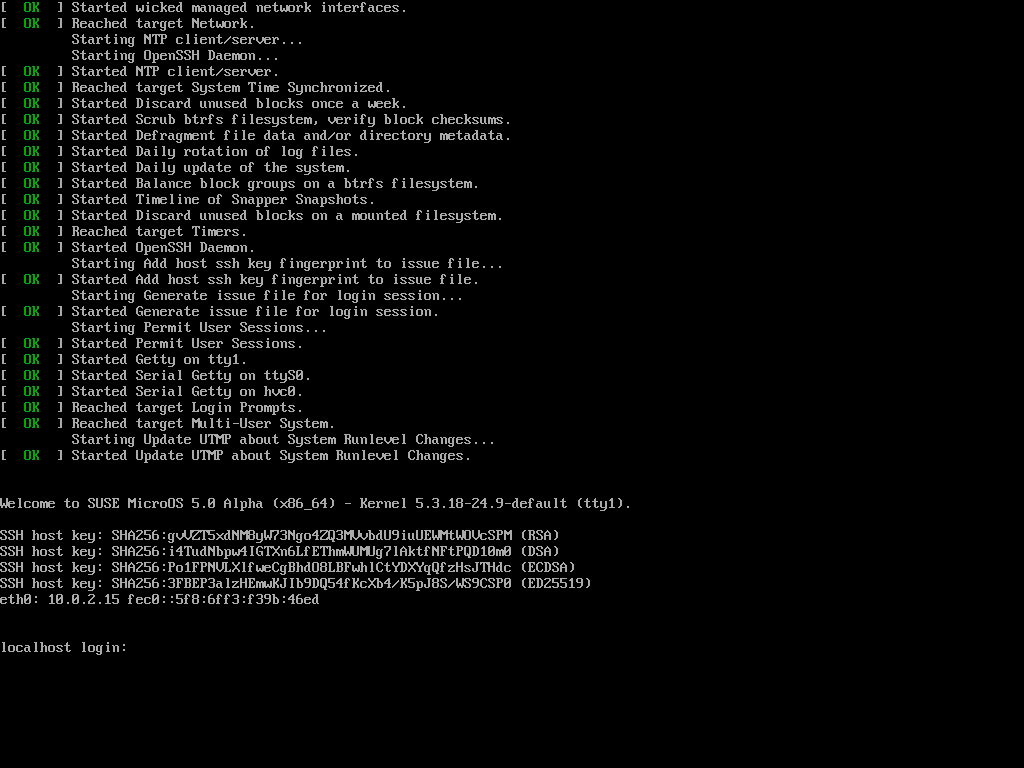 [  OK  ] Started wicked managed network interfaces.
[  OK  ] Reached target Network.
         Starting NTP client/server...
         Starting OpenSSH Daemon...
[  OK  ] Started NTP client/server.
[  OK  ] Reached target System Time Synchronized.
[  OK  ] Started Discard unused blocks once a week.
[  OK  ] Started Scrub btrfs filesystem, verify block checksums.
[  OK  ] Started Defragment file data and/or directory metadata.
[  OK  ] Started Daily rotation of log files.
[  OK  ] Started Daily update of the system.
[  OK  ] Started Balance block groups on a btrfs filesystem.
[  OK  ] Started Timeline of Snapper Snapshots.
[  OK  ] Started Discard unused blocks on a mounted filesystem.
[  OK  ] Reached target Timers.
[  OK  ] Started OpenSSH Daemon.
         Starting Add host ssh key fingerprint to issue file...
[  OK  ] Started Add host ssh key fingerprint to issue file.
         Starting Generate issue file for login session...
[  OK  ] Started Generate issue file for login session.
         Starting Permit User Sessions...
[  OK  ] Started Permit User Sessions.
[  OK  ] Started Getty on tty1.
[  OK  ] Started Serial Getty on ttyS0.
[  OK  ] Started Serial Getty on hvc0.
[  OK  ] Reached target Login Prompts.
[  OK  ] Reached target Multi-User System.
         Starting Update UTMP about System Runlevel Changes...
[  OK  ] Started Update UTMP about System Runlevel Changes.
Welcome to SUSE MicroOS 5.0 Alpha (x86_64) - Kernel 5.3.18-24.9-default (tty1).
SSH host key: SHA256:gvVZT5xdNM8yW73Ngo4ZQ3MVvbdU9iuUEWMtWOVcSPM (RSA)
SSH host key: SHA256:i4TudNbpw4IGTXn6LfEThmWUMUg7lAktfNFtPQD10m0 (DSA)
SSH host key: SHA256:Po1FPNVLXlfweCgBhdO8LBFwhlCtYDXYqQfzHsJTHdc (ECDSA)
SSH host key: SHA256:3FBEP3alzHEmwKJIb9DQ54fKcXb4/K5pJ8S/WS9CSP0 (ED25519)
eth0: 10.0.2.15 fec0::5f8:6ff3:f39b:46ed
localhost login: